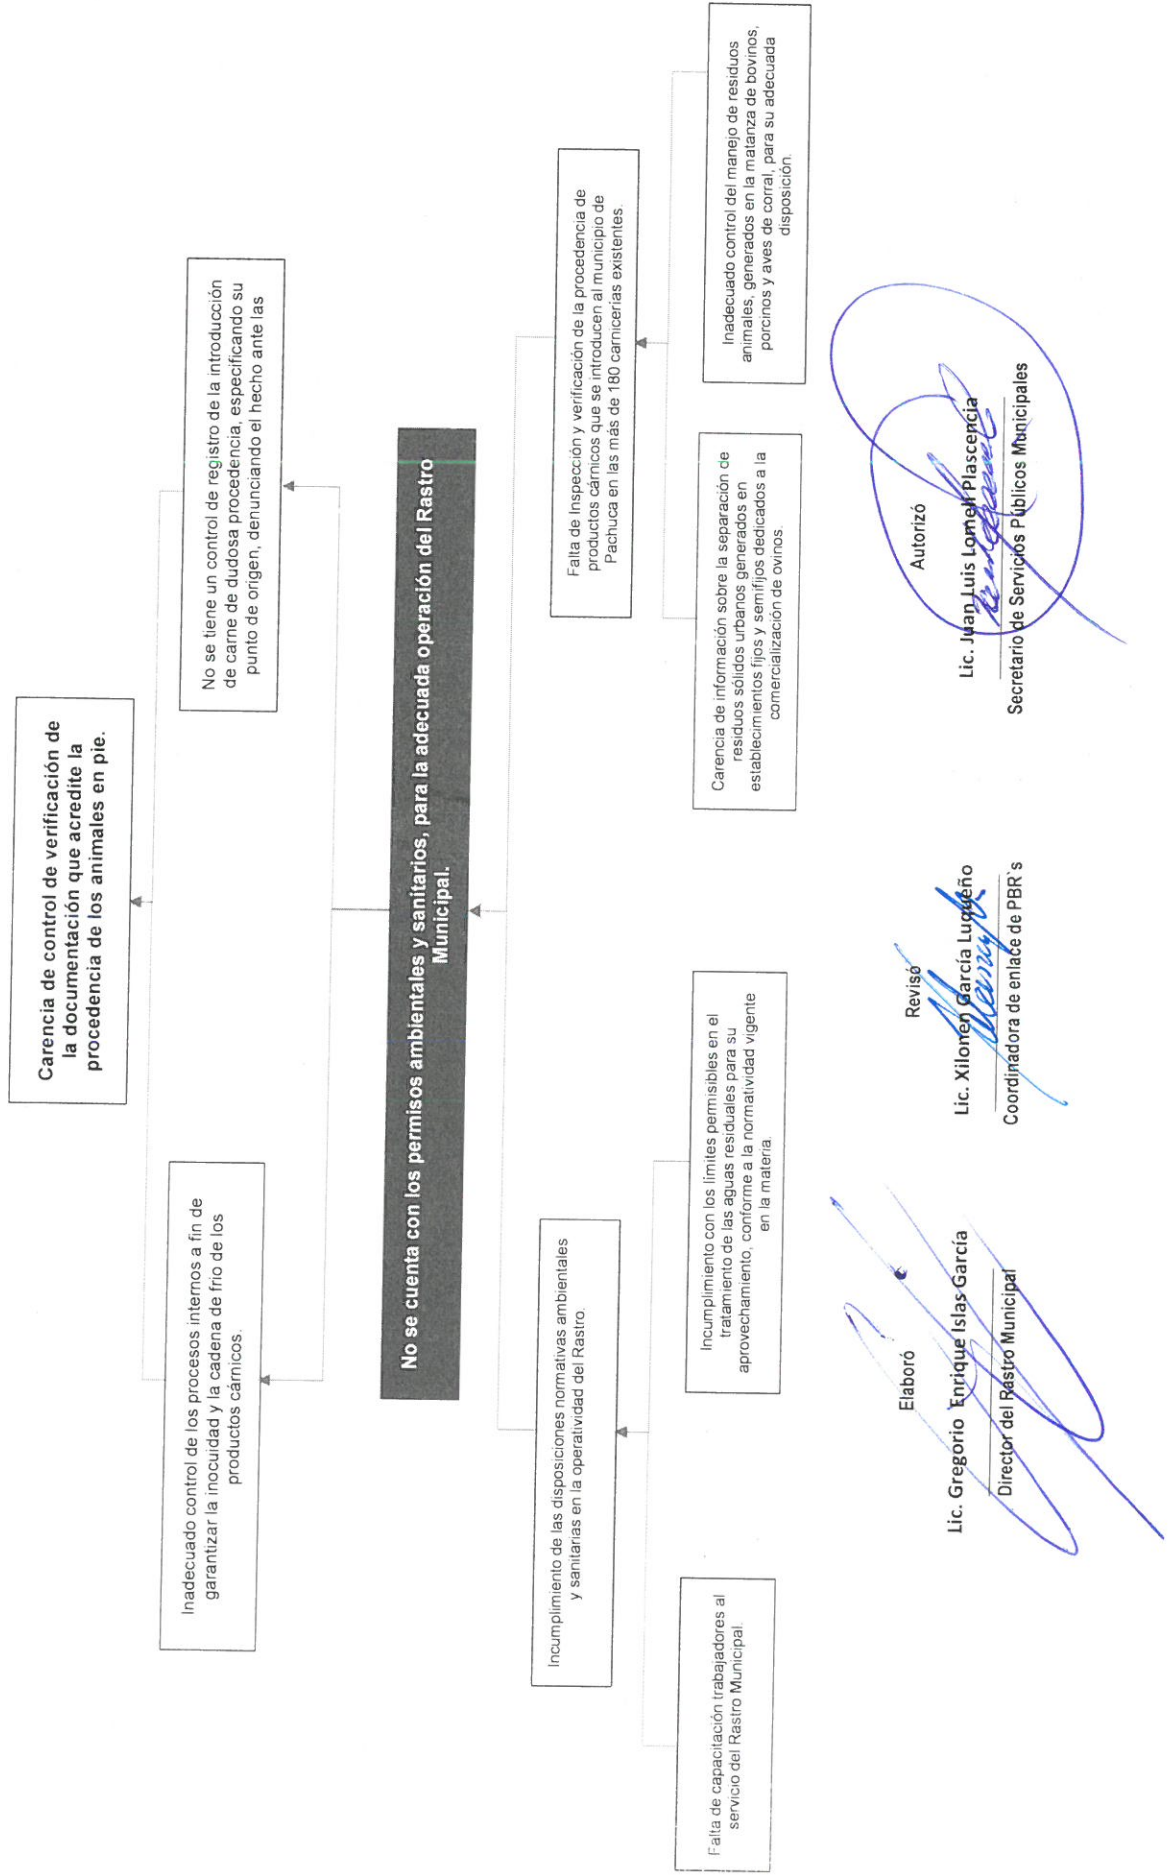 Carencia de control de verificación de
la documentación que acredite la
procedencia de los animales en pie.
Inadecuado control de los procesos internos a fin de
garantizar la inocuidad y la cadena de frio de los
productos cárnicos.
No se tiene un control de registro de la introducción
de carne de dudosa procedencia, especificando su
punto de origen, denunciando el hecho ante las
No se cuenta con los permisos ambientales y sanitarios, para la adecuada operación del Rastro
Municipal.
Incumplimiento de las disposiciones normativas ambientales
y sanitarias en la operatividad del Rastro.
Falta de Inspección y verificación de la procedencia de
productos cárnicos que se introducen al municipio de
Pachuca en las más de 180 carnicerías existentes.
Falta de capacitación trabajadores al
servicio del Rastro Municipal.
Incumplimiento con los límites permisibles en el
tratamiento de las aguas residuales para su
aprovechamiento, conforme a la normatividad vigente
en la materia.
Carencia de información sobre la separación de
residuos sólidos urbanos generados en
establecimientos fijos y semifijos dedicados a la
comercialización de ovinos.
Inadecuado control del manejo de residuos
animales, generados en la matanza de bovinos,
porcinos y aves de corral, para su adecuada
disposición.
Elaboró
Lic. Gregorio Enrique Islas García
Director del Rastro Municipal
Revisó
Lic. Xilonen García Luqueño
Coordinadora de enlace de PBR`s
Autorizó
Lic. Juan Luis Lomelí Plascencia
Secretario de Servicios Públicos Municipales